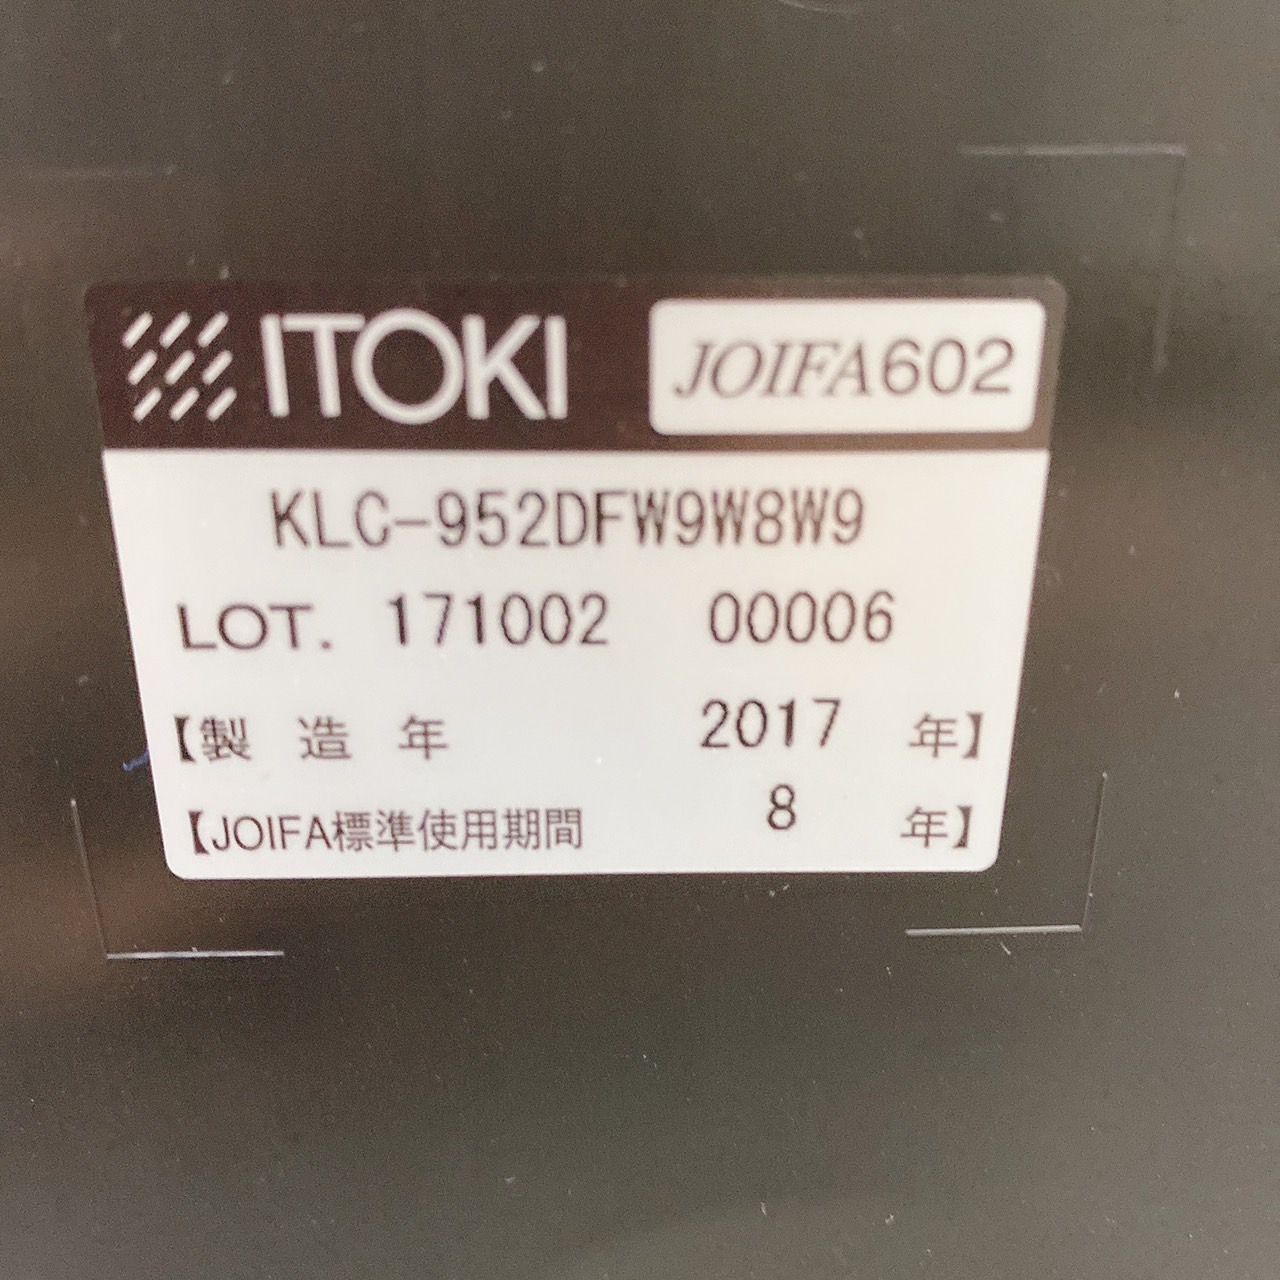 ITOKI JOIFA602
KLC-952DFW9W8W9
LOT. 171002 00006
【製 造 年 2017 年】
【JOIFA標準使用期間 8 年】